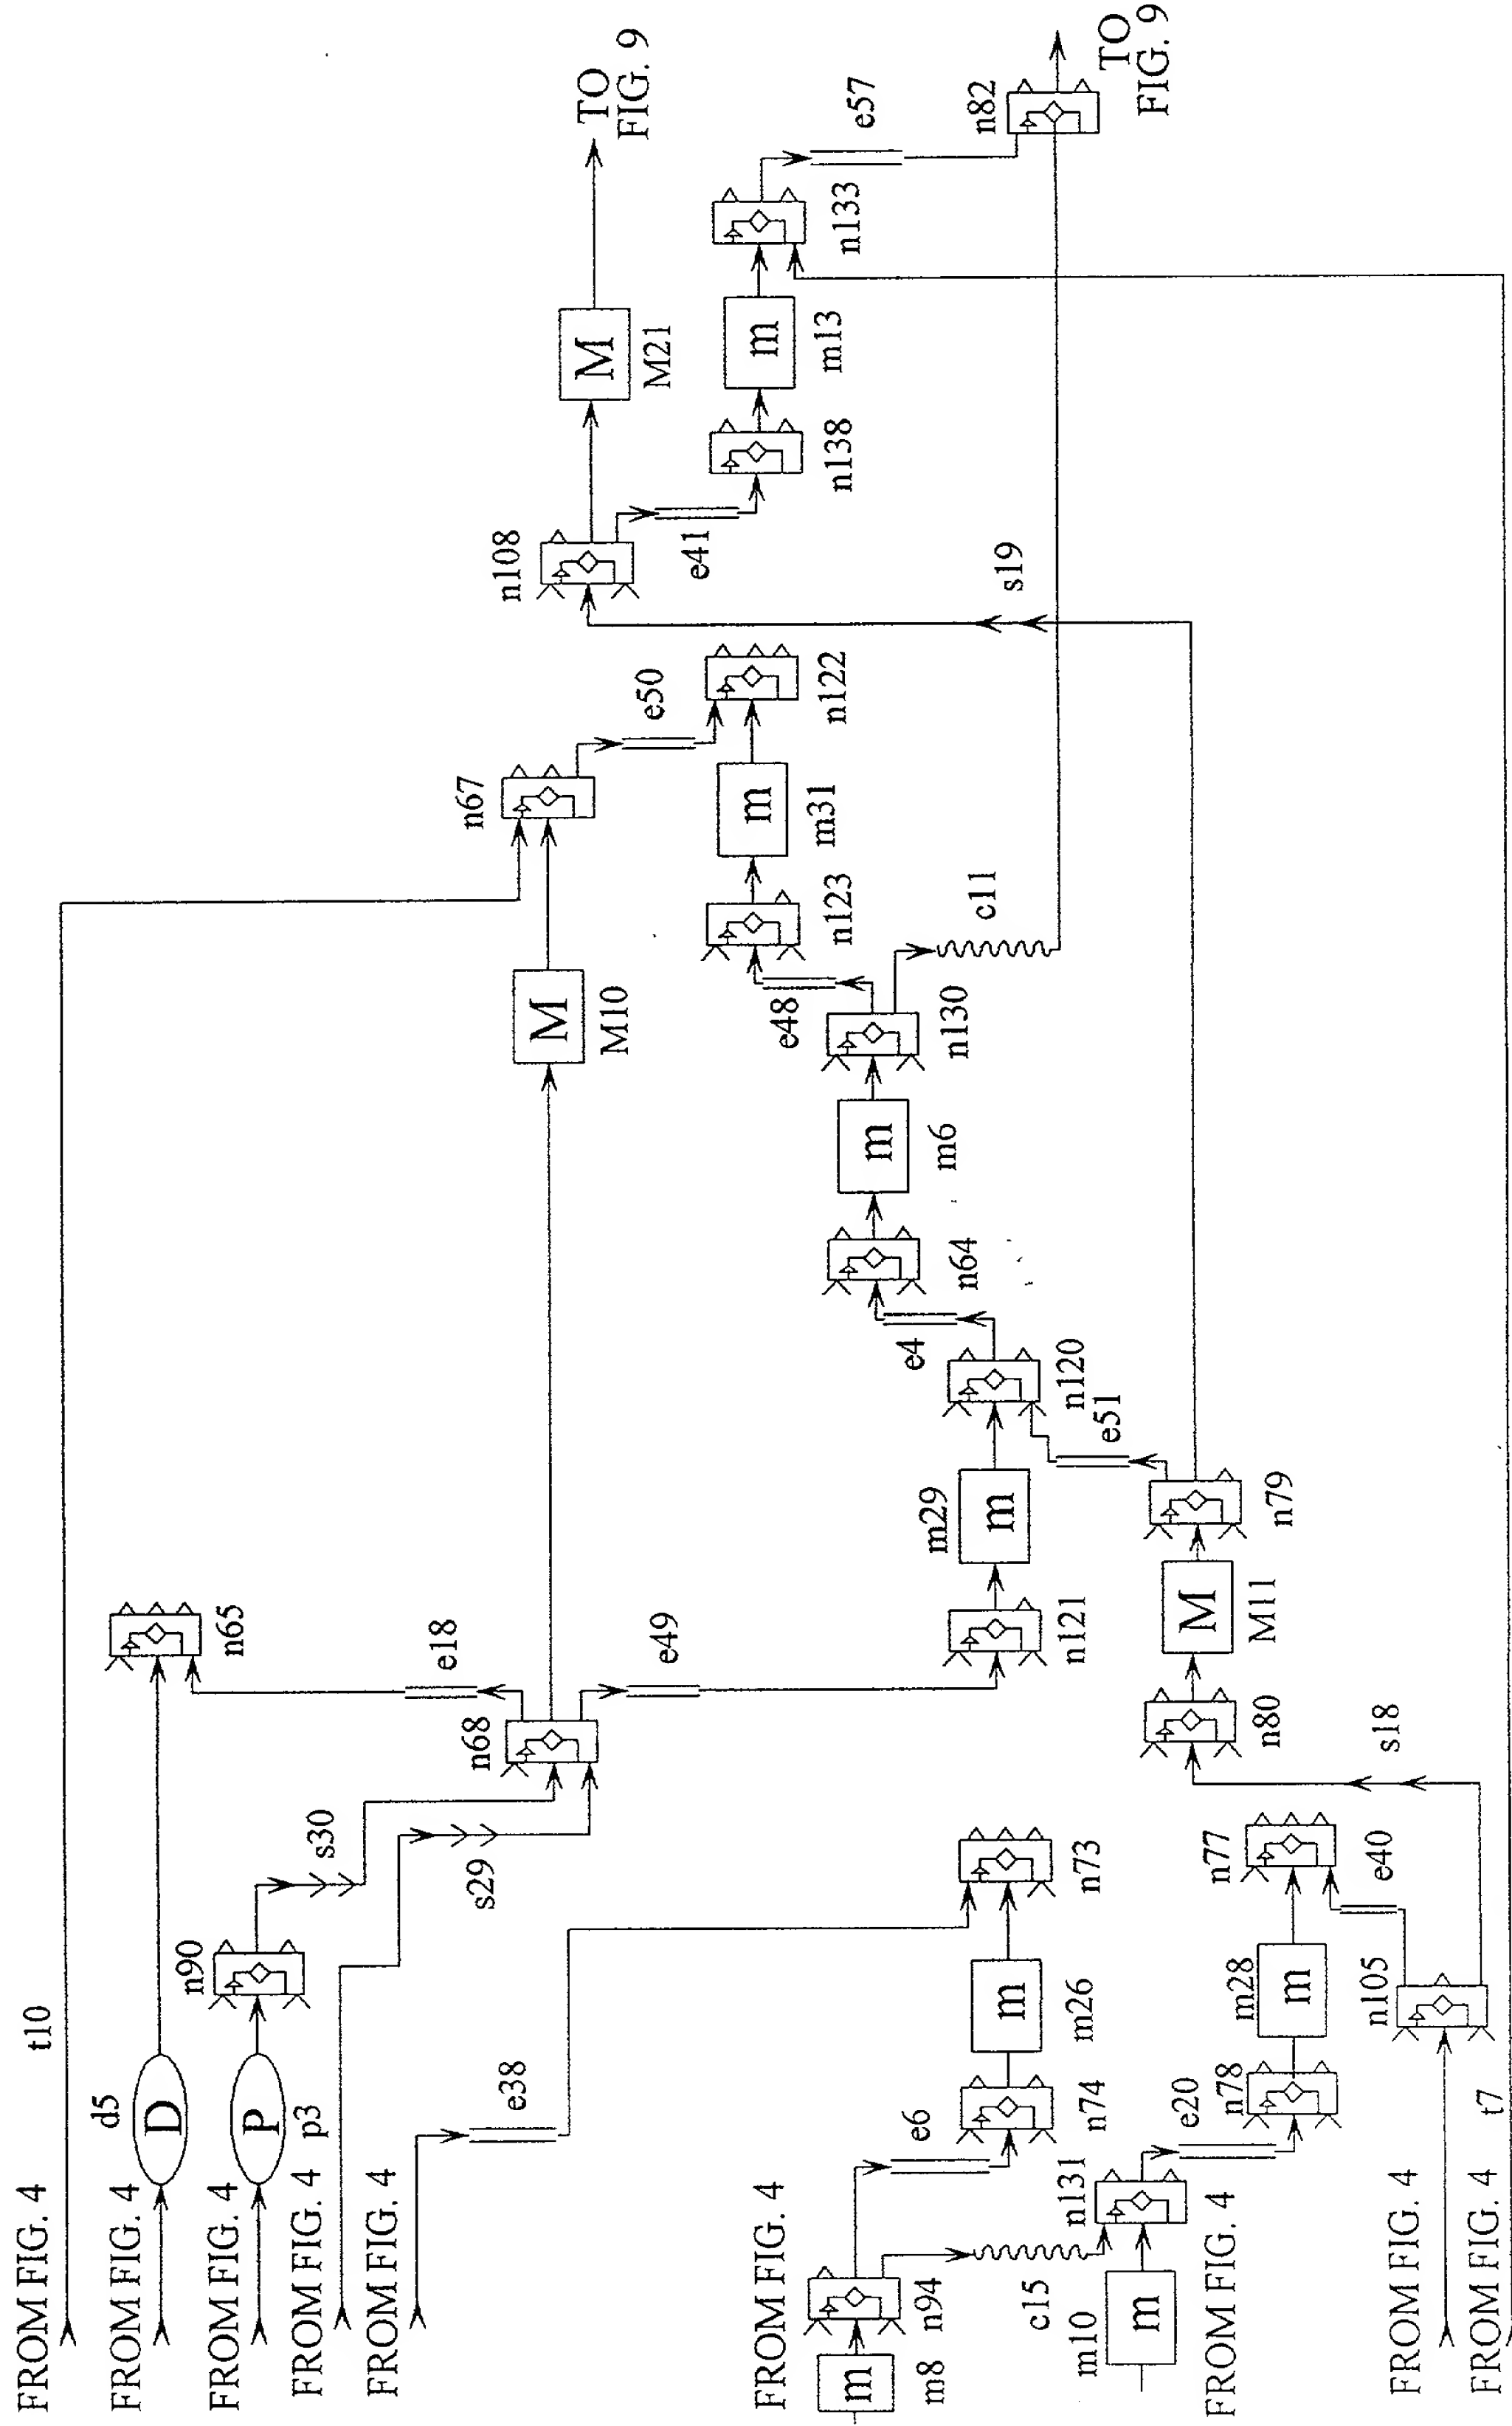 FROM FIG. 4
t10
FROM FIG. 4
d5
D
n65
FROM FIG. 4
n90
P
p3
FROM FIG. 4
s30
FROM FIG. 4
e18
n68
s29
n67
e38
M
M10
e49
e50
n108
M
M21
TO
FIG. 9
e41
n123
m
m31
n122
n138
m
m13
n133
e57
FROM FIG. 4
e48
m
m8
n94
e6
m
m6
n64
n130
e4
m29
m
n121
n120
c11
s19
n82
n74
m
m26
n73
c15
n131
m10
m
e51
TO
FIG. 9
e20
FROM FIG. 4
n78
m28
m
n77
M
M11
n80
n79
e40
n105
s18
FROM FIG. 4
FROM FIG. 4
t7